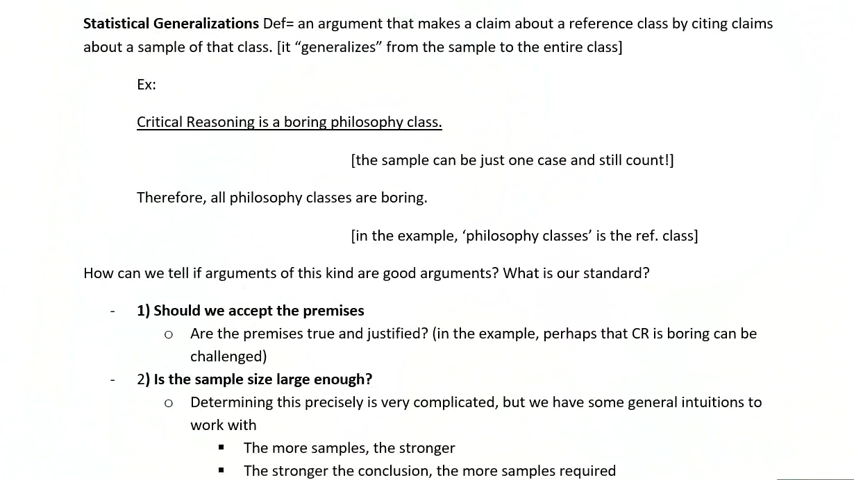 Statistical Generalizations Def= an argument that makes a claim about a reference class by citing claims
about a sample of that class. [it “generalizes” from the sample to the entire class]
Ex:
Critical Reasoning is a boring philosophy class.
[the sample can be just one case and still count!]
Therefore, all philosophy classes are boring.
[in the example, ‘philosophy classes’ is the ref. class]
How can we tell if arguments of this kind are good arguments? What is our standard?
- 1) Should we accept the premises
o Are the premises true and justified? (in the example, perhaps that CR is boring can be
challenged)
- 2) Is the sample size large enough?
o Determining this precisely is very complicated, but we have some general intuitions to
work with
▪ The more samples, the stronger
▪ The stronger the conclusion, the more samples required